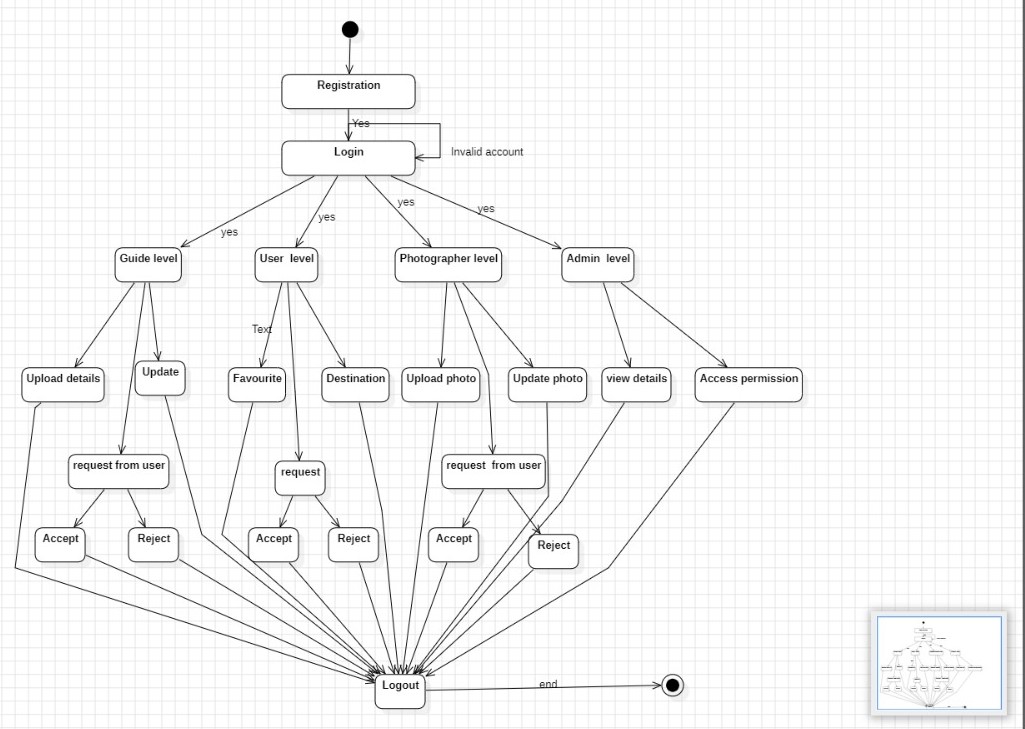 Registration
Yes
Login
Invalid account
yes
yes
yes
yes
Guide level
User level
Photographer level
Admin level
Text
Upload details
Update
Favourite
Destination
Upload photo
Update photo
view details
Access permission
request from user
request
request from user
Accept
Reject
Accept
Reject
Accept
Reject
Logout
end